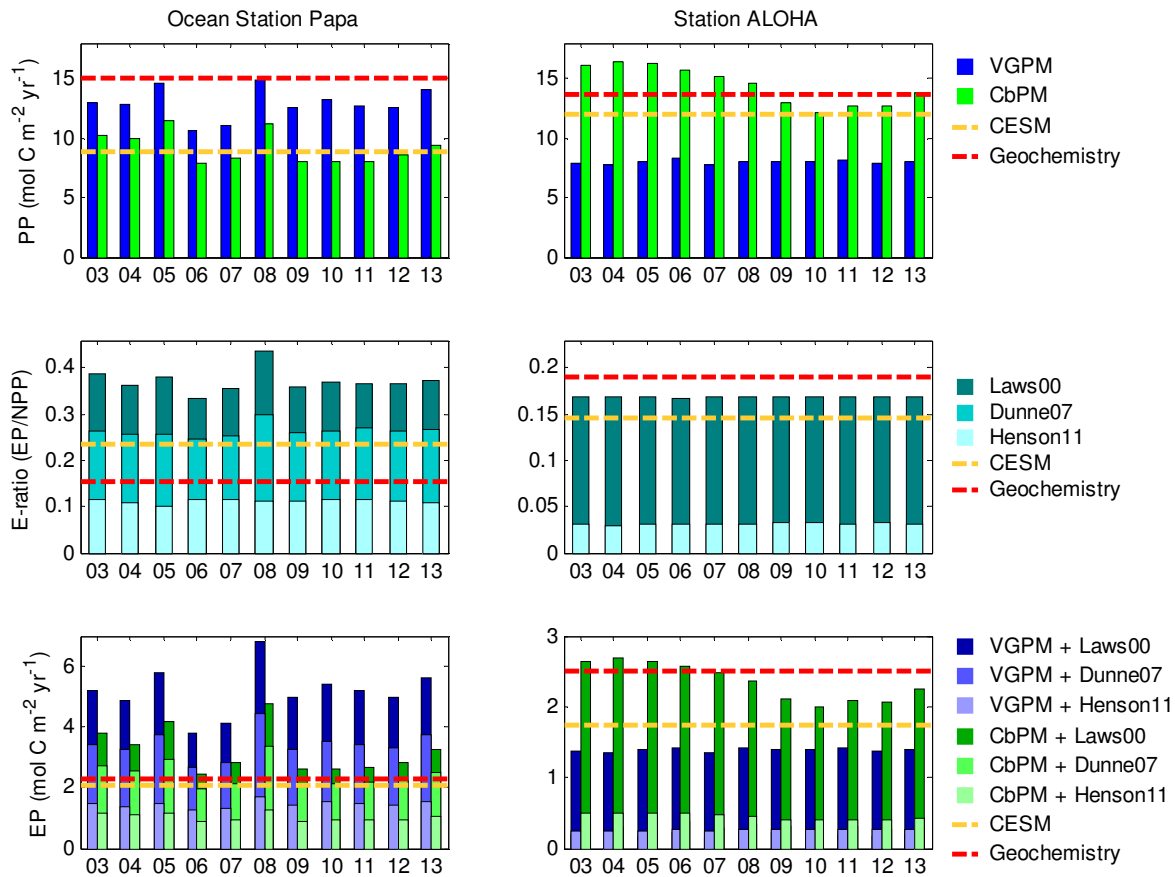 Ocean Station Papa
Station ALOHA
PP (mol C m-2 yr-1)
15
10
5
0
03 04 05 06 07 08 09 10 11 12 13
15
10
5
0
03 04 05 06 07 08 09 10 11 12 13
VGPM
CbPM
CESM
Geochemistry
E-ratio (EP/NPP)
0.4
0.3
0.2
0.1
0
03 04 05 06 07 08 09 10 11 12 13
0.2
0.15
0.1
0.05
0
03 04 05 06 07 08 09 10 11 12 13
Laws00
Dunne07
Henson11
CESM
Geochemistry
EP (mol C m-2 yr-1)
6
4
2
0
03 04 05 06 07 08 09 10 11 12 13
3
2
1
0
03 04 05 06 07 08 09 10 11 12 13
VGPM + Laws00
VGPM + Dunne07
VGPM + Henson11
CbPM + Laws00
CbPM + Dunne07
CbPM + Henson11
CESM
Geochemistry